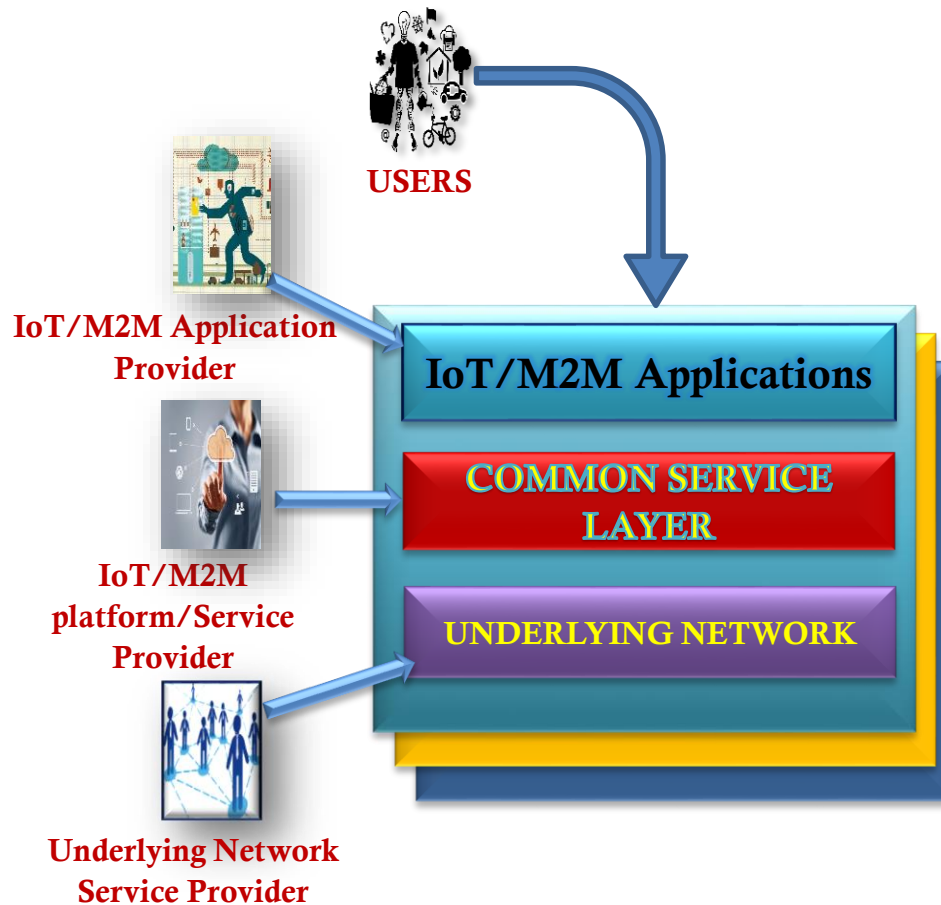 USERS
IoT/M2M Application
Provider
IoT/M2M Applications
COMMON SERVICE
LAYER
IoT/M2M
platform/Service
Provider
UNDERLYING NETWORK
Underlying Network
Service Provider